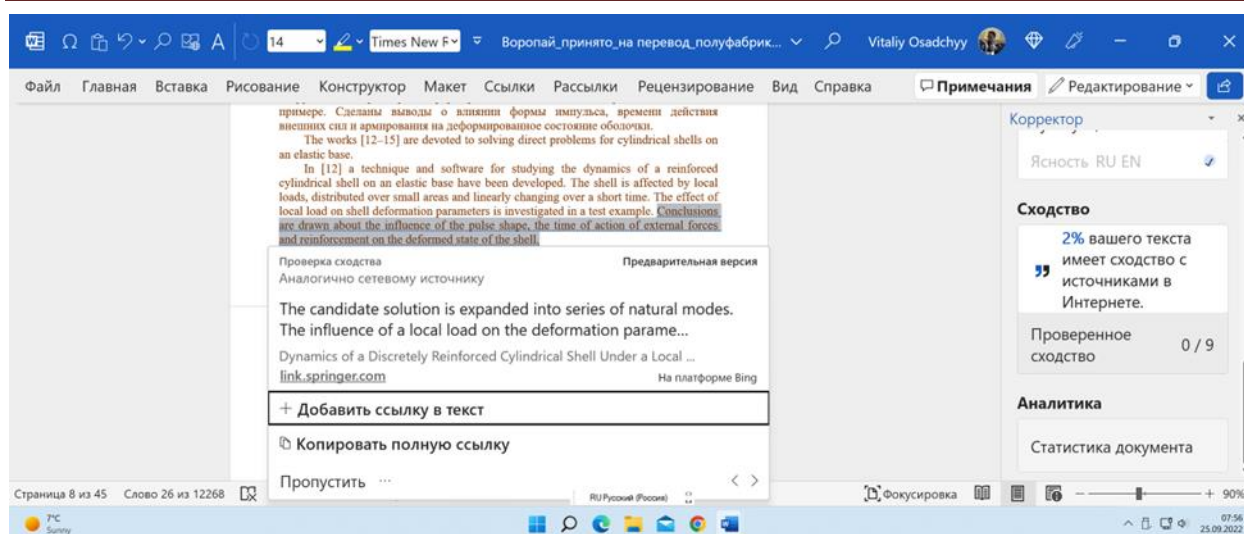 14 Times New F Воропай_принято_на перевод_полуфабрик... Vitaliy Osadchyy
Файл Главная Вставка Рисование Конструктор Макет Ссылки Рассылки Рецензирование Вид Справка Примечания Редактирование
примере. Сделаны выводы о влиянии формы импульса, времени действия
внешних сил и армирования на деформированное состояние оболочки.
The works [12–15] are devoted to solving direct problems for cylindrical shells on
an elastic base.
In [12] a technique and software for studying the dynamics of a reinforced
cylindrical shell on an elastic base have been developed. The shell is affected by local
loads, distributed over small areas and linearly changing over a short time. The effect of
local load on shell deformation parameters is investigated in a test example. Conclusions
are drawn about the influence of the pulse shape, the time of action of external forces
and reinforcement on the deformed state of the shell.
Проверка сходства Предварительная версия
Аналогично сетевому источнику
The candidate solution is expanded into series of natural modes.
The influence of a local load on the deformation parame...
Dynamics of a Discretely Reinforced Cylindrical Shell Under a Local ...
link.springer.com На платформе Bing
+ Добавить ссылку в текст
Копировать полную ссылку
Пропустить ...
Корректор
Ясность RU EN
Сходство
2% вашего текста
имеет сходство с
источниками в
Интернете.
Проверенное
сходство 0 / 9
Аналитика
Статистика документа
Страница 8 из 45 Слово 26 из 12268 RU Русский (Россия) Фокусировка 90%
7°C
Sunny
07:56
25.09.2022